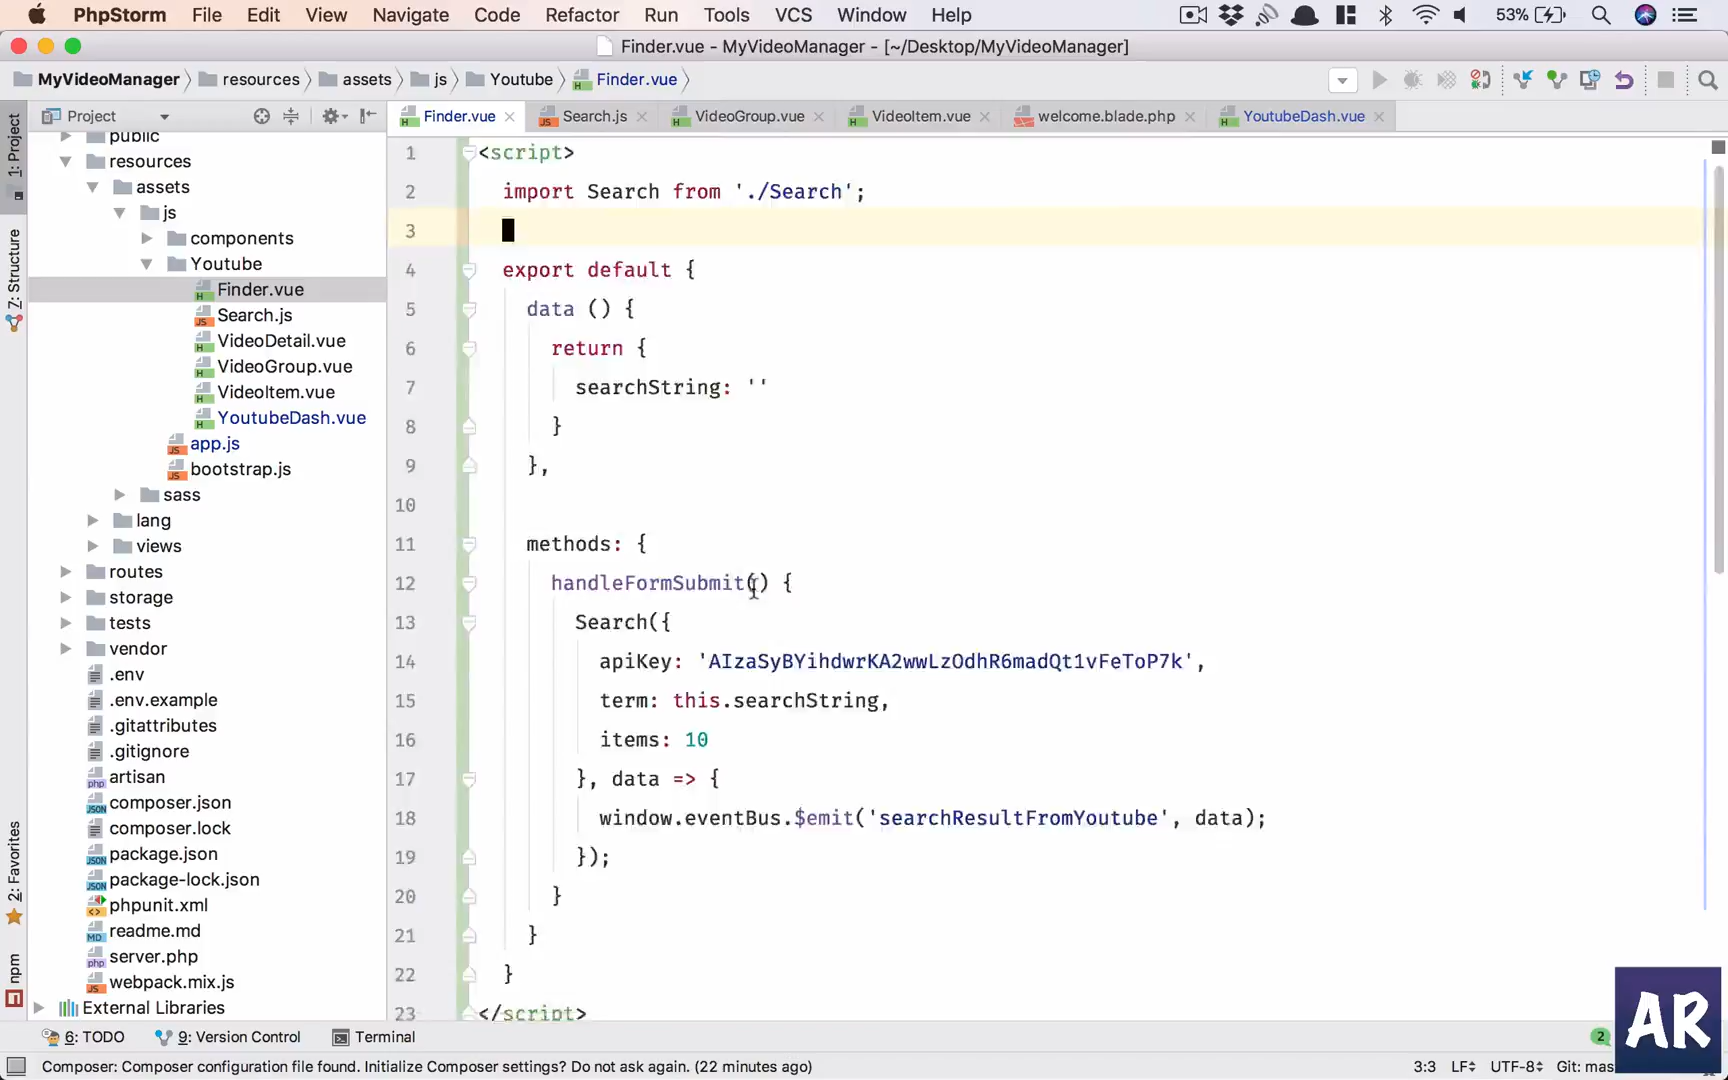 PhpStorm File Edit View Navigate Code Refactor Run Tools VCS Window Help 53%
Finder.vue - MyVideoManager - [~/Desktop/MyVideoManager]
MyVideoManager resources assets js Youtube Finder.vue
Project Finder.vue Search.js VideoGroup.vue VideoItem.vue welcome.blade.php YoutubeDash.vue
1: Project
7: Structure
2: Favorites
npm
public
resources
assets
js
components
Youtube
Finder.vue
Search.js
VideoDetail.vue
VideoGroup.vue
VideoItem.vue
YoutubeDash.vue
app.js
bootstrap.js
sass
lang
views
routes
storage
tests
vendor
.env
.env.example
.gitattributes
.gitignore
artisan
composer.json
composer.lock
package.json
package-lock.json
phpunit.xml
readme.md
server.php
webpack.mix.js
External Libraries
1 <script>
2 import Search from './Search';
3
4 export default {
5 data () {
6 return {
7 searchString: ''
8 }
9 },
10
11 methods: {
12 handleFormSubmit() {
13 Search({
14 apiKey: 'AIzaSyBYihdwrKA2wwLzOdhR6madQt1vFeToP7k',
15 term: this.searchString,
16 items: 10
17 }, data => {
18 window.eventBus.$emit('searchResultFromYoutube', data);
19 });
20 }
21 }
22 }
23 </script>
6: TODO 9: Version Control Terminal 2
Composer: Composer configuration file found. Initialize Composer settings? Do not ask again. (22 minutes ago) 3:3 LF UTF-8 Git: mas
AR